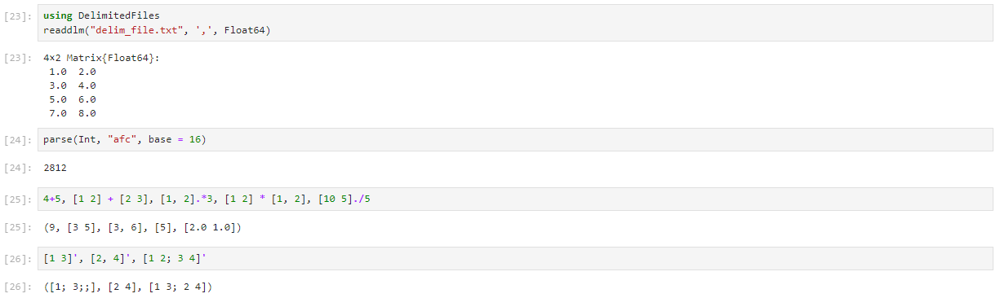 [23]: using DelimitedFiles
readdlm("delim_file.txt", ',', Float64)
[23]: 4×2 Matrix{Float64}:
1.0 2.0
3.0 4.0
5.0 6.0
7.0 8.0
[24]: parse(Int, "afc", base = 16)
[24]: 2812
[25]: 4+5, [1 2] + [2 3], [1, 2].*3, [1 2] * [1, 2], [10 5]./5
[25]: (9, [3 5], [3, 6], [5], [2.0 1.0])
[26]: [1 3]', [2, 4]', [1 2; 3 4]'
[26]: ([1; 3;;], [2 4], [1 3; 2 4])